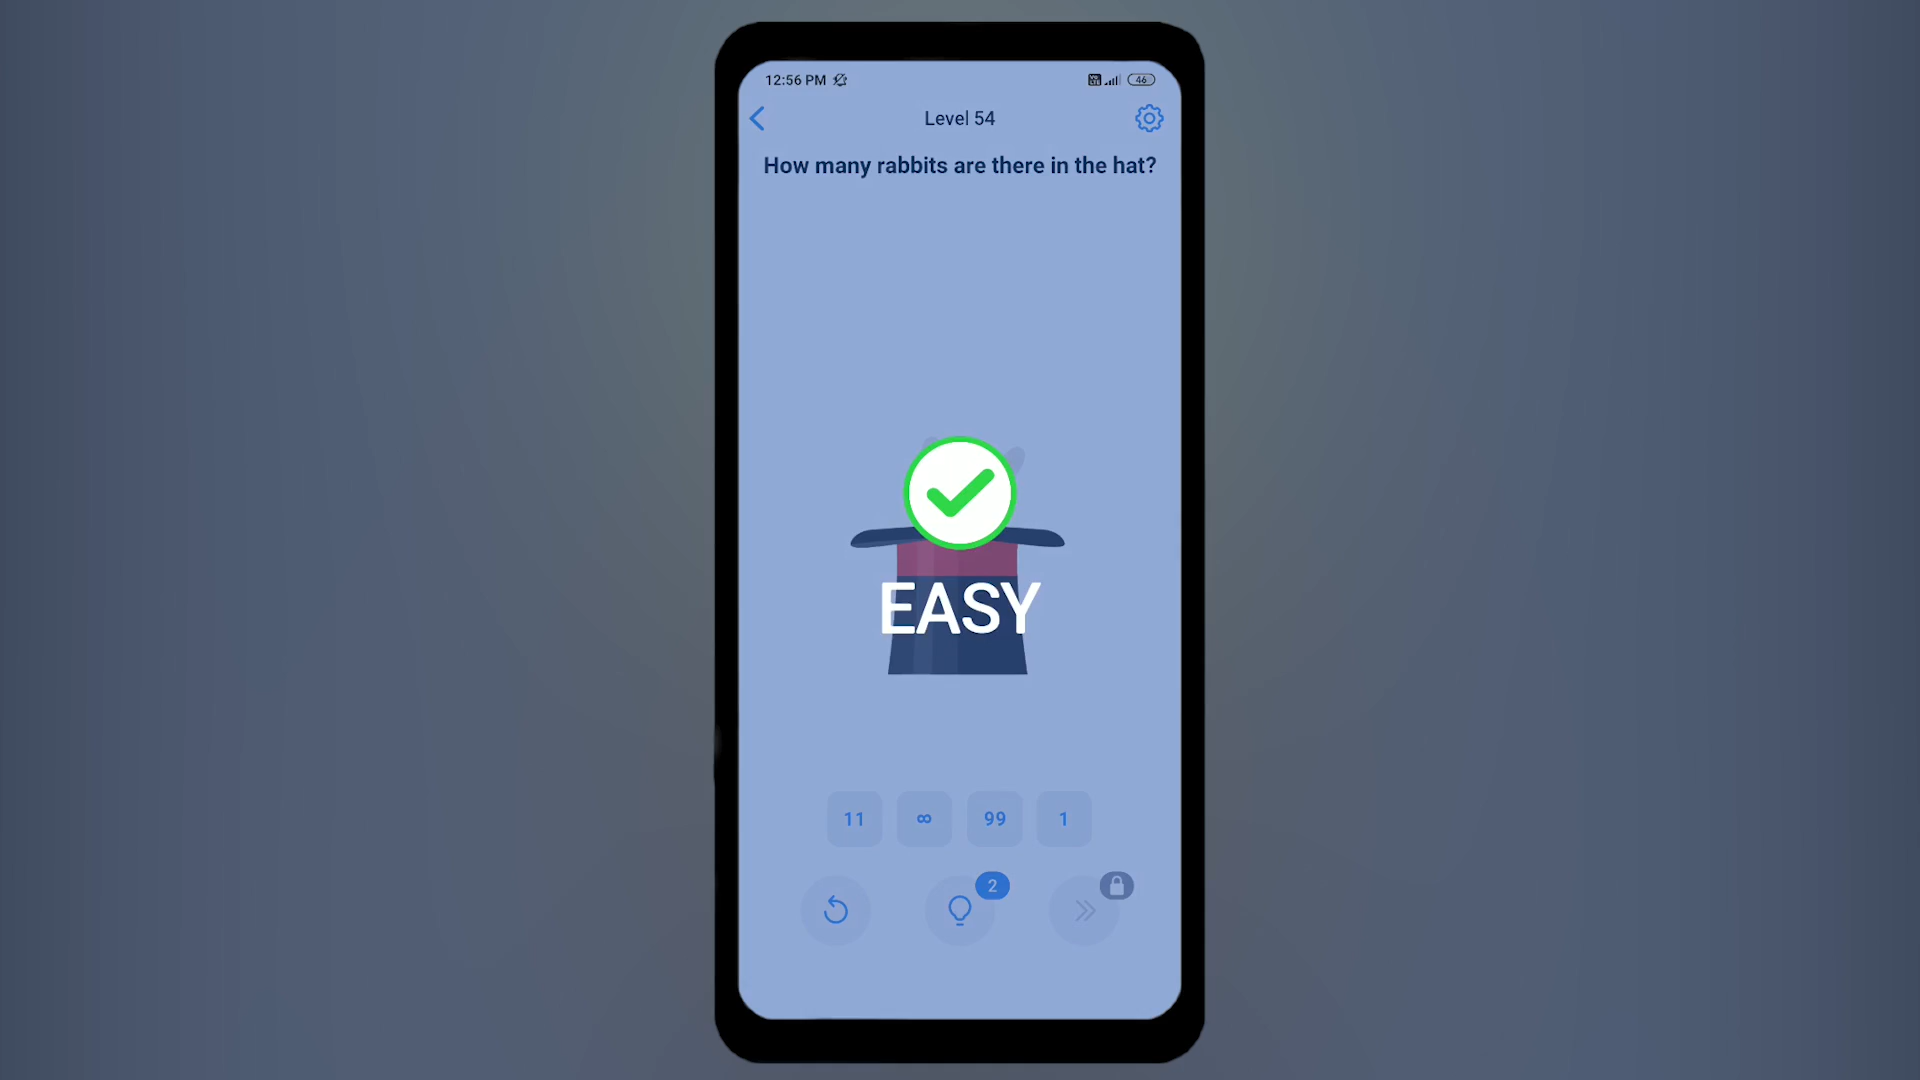 12:56 PM
46
Level 54
How many rabbits are there in the hat?
EASY
11 ∞ 99 1
2